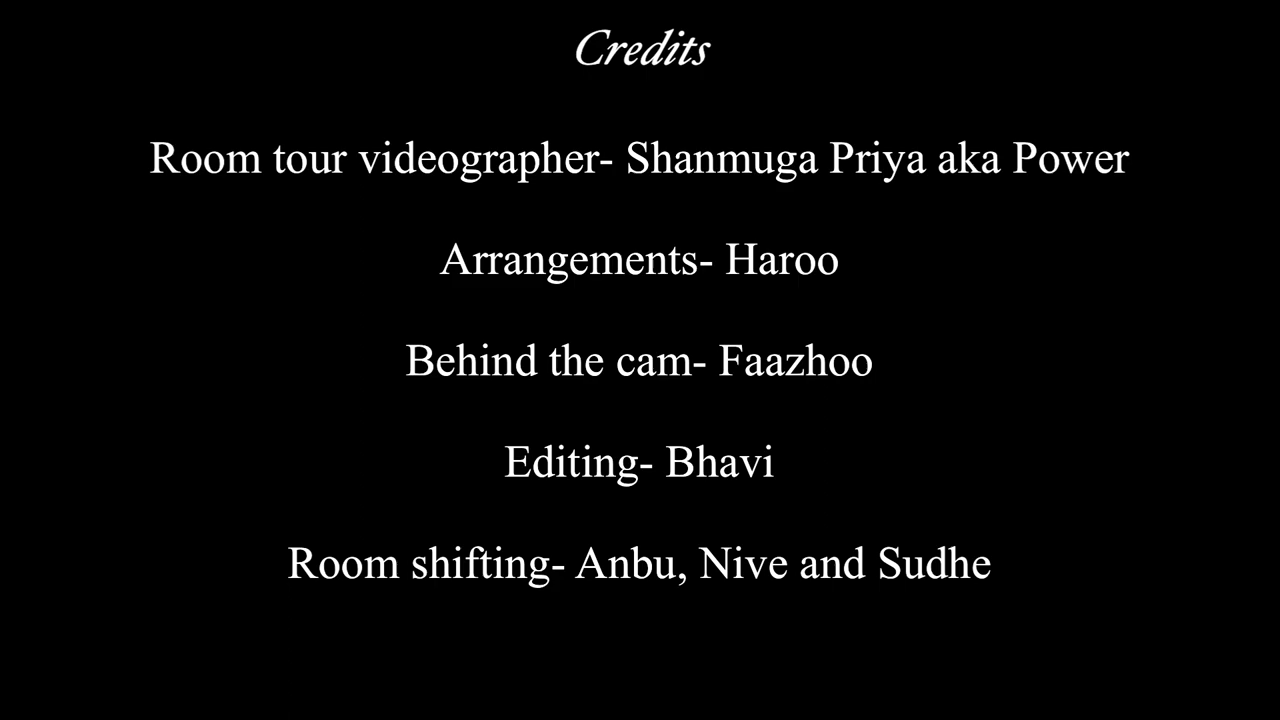 Credits
Room tour videographer- Shanmuga Priya aka Power
Arrangements- Haroo
Behind the cam- Faazhoo
Editing- Bhavi
Room shifting- Anbu, Nive and Sudhe